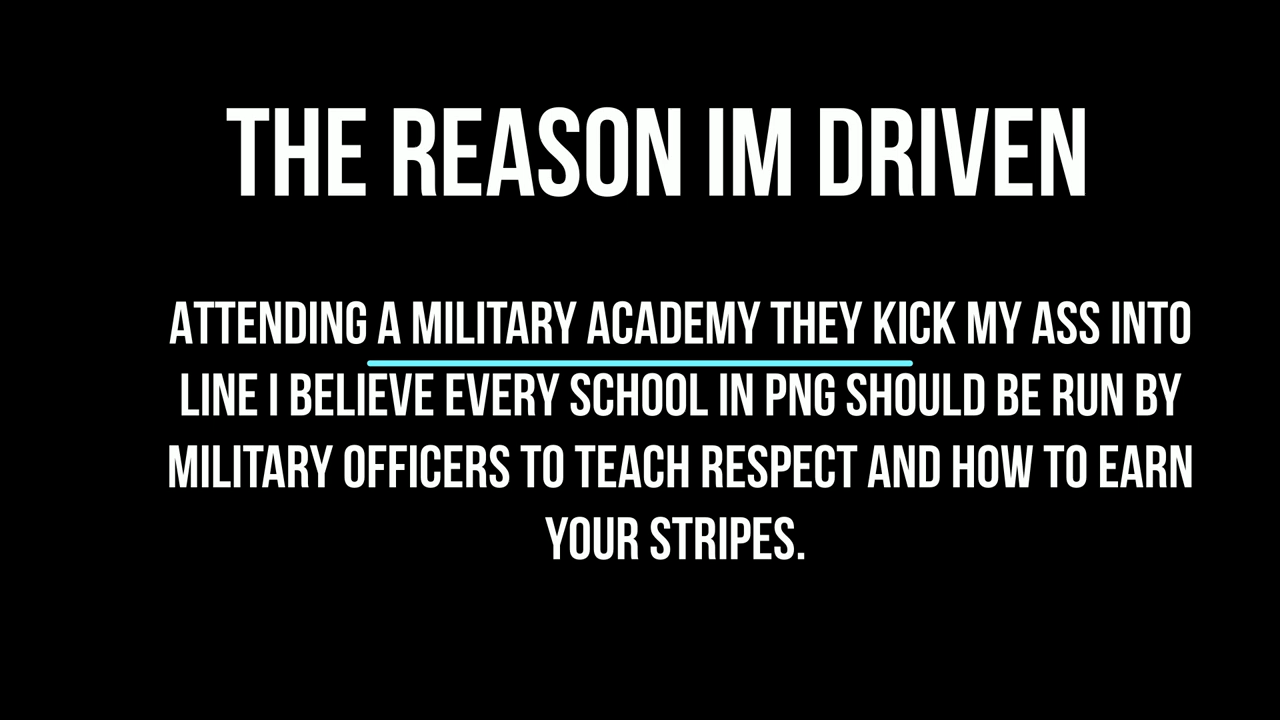 THE REASON IM DRIVEN
ATTENDING A MILITARY ACADEMY THEY KICK MY ASS INTO
LINE I BELIEVE EVERY SCHOOL IN PNG SHOULD BE RUN BY
MILITARY OFFICERS TO TEACH RESPECT AND HOW TO EARN
YOUR STRIPES.